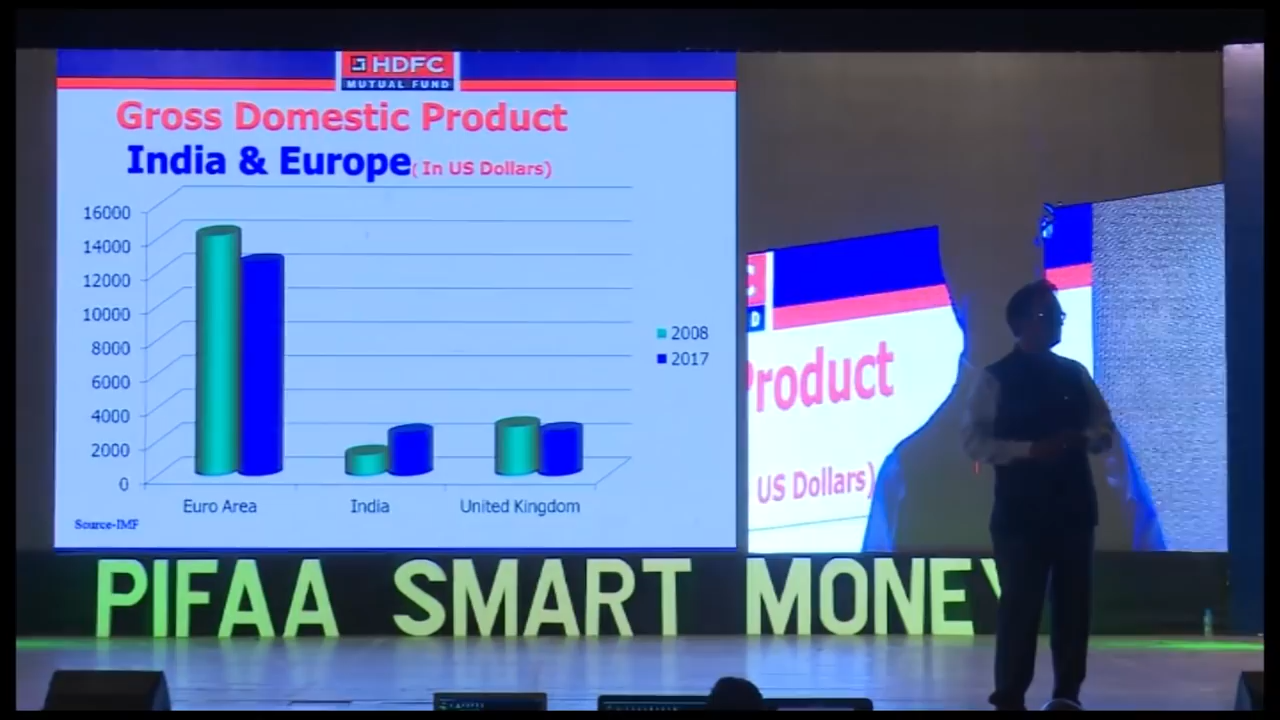 HDFC
MUTUAL FUND
Gross Domestic Product
India & Europe ( In US Dollars)
16000
14000
12000
10000
8000
6000
4000
2000
0
2008
2017
Euro Area
India
United Kingdom
Source-IMF
Product
US Dollars)
PIFAA SMART MONEY